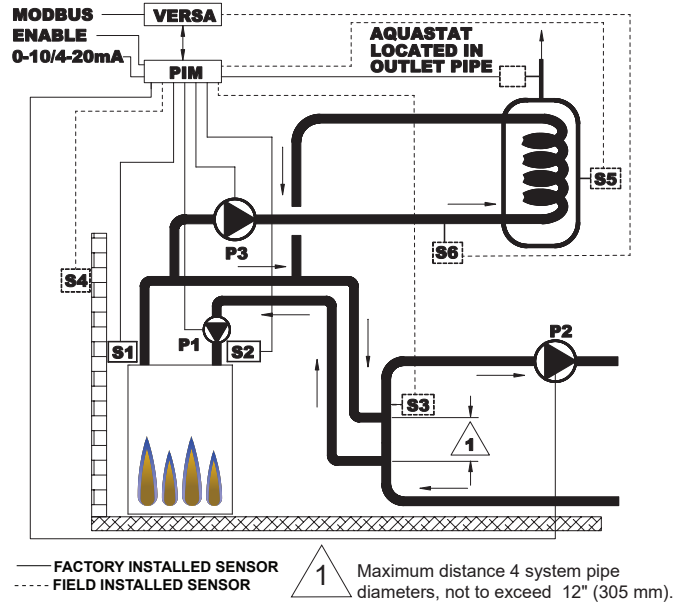 MODBUS
VERSA
ENABLE
0-10/4-20mA
PIM
AQUASTAT
LOCATED IN
OUTLET PIPE
S5
P3
S6
S4
S1
P1
S2
P2
S3
1
FACTORY INSTALLED SENSOR
FIELD INSTALLED SENSOR
1
Maximum distance 4 system pipe
diameters, not to exceed 12" (305 mm).